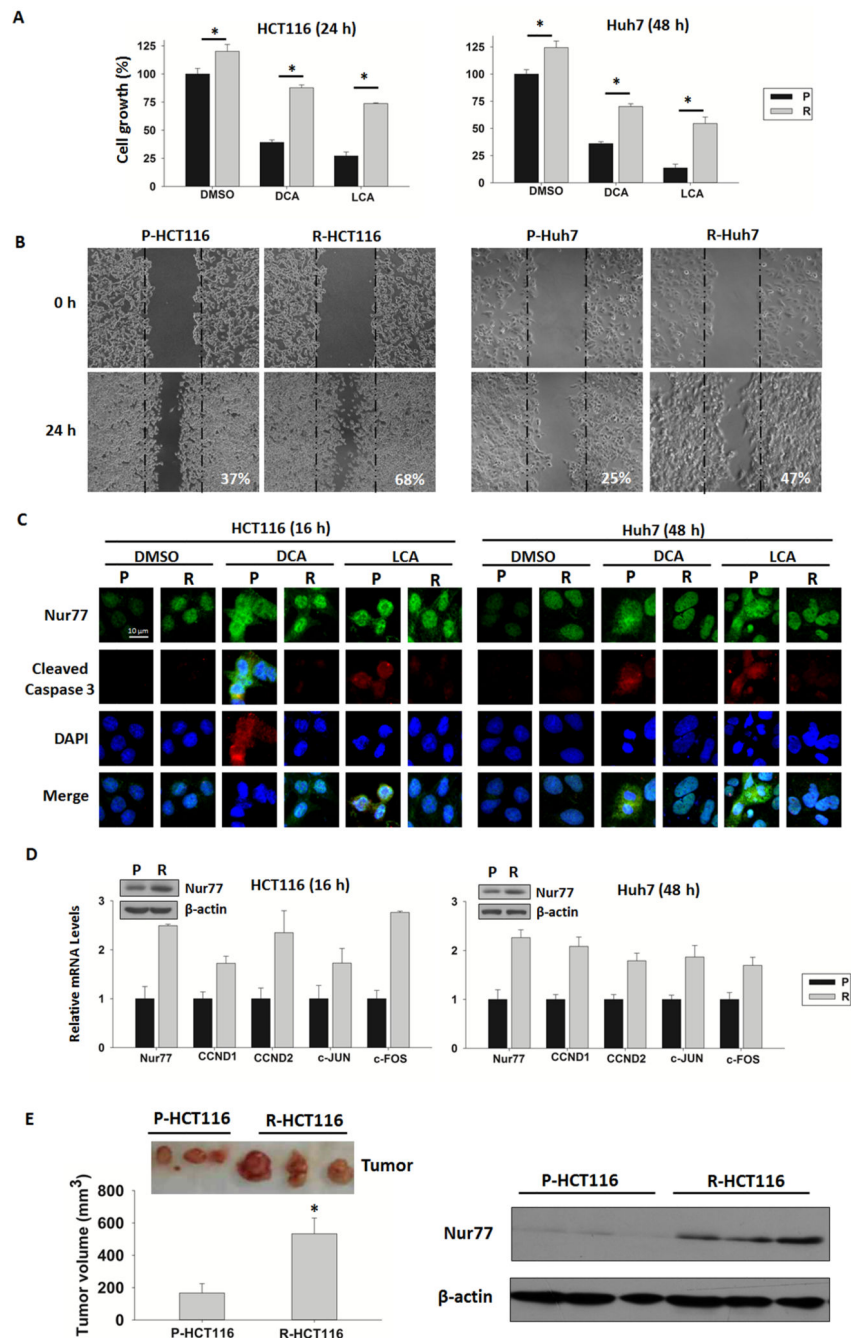 A
HCT116 (24 h)
Huh7 (48 h)
Cell growth (%)
125
100
75
50
25
0
*
*
*
DMSO
DCA
LCA
125
100
75
50
25
0
*
*
*
DMSO
DCA
LCA
P
R
B
P-HCT116
R-HCT116
P-Huh7
R-Huh7
0 h
24 h
37%
68%
25%
47%
C
HCT116 (16 h)
Huh7 (48 h)
DMSO
DCA
LCA
DMSO
DCA
LCA
P R P R P R P R P R P R
Nur77
10 µm
Cleaved
Caspase 3
DAPI
Merge
D
P R
Nur77
β-actin
HCT116 (16 h)
Relative mRNA Levels
3
2
1
0
Nur77
CCND1
CCND2
c-JUN
c-FOS
P R
Nur77
β-actin
Huh7 (48 h)
3
2
1
0
Nur77
CCND1
CCND2
c-JUN
c-FOS
P
R
E
P-HCT116
R-HCT116
Tumor
Tumor volume (mm³)
800
600
400
200
0
*
P-HCT116
R-HCT116
P-HCT116
R-HCT116
Nur77
β-actin